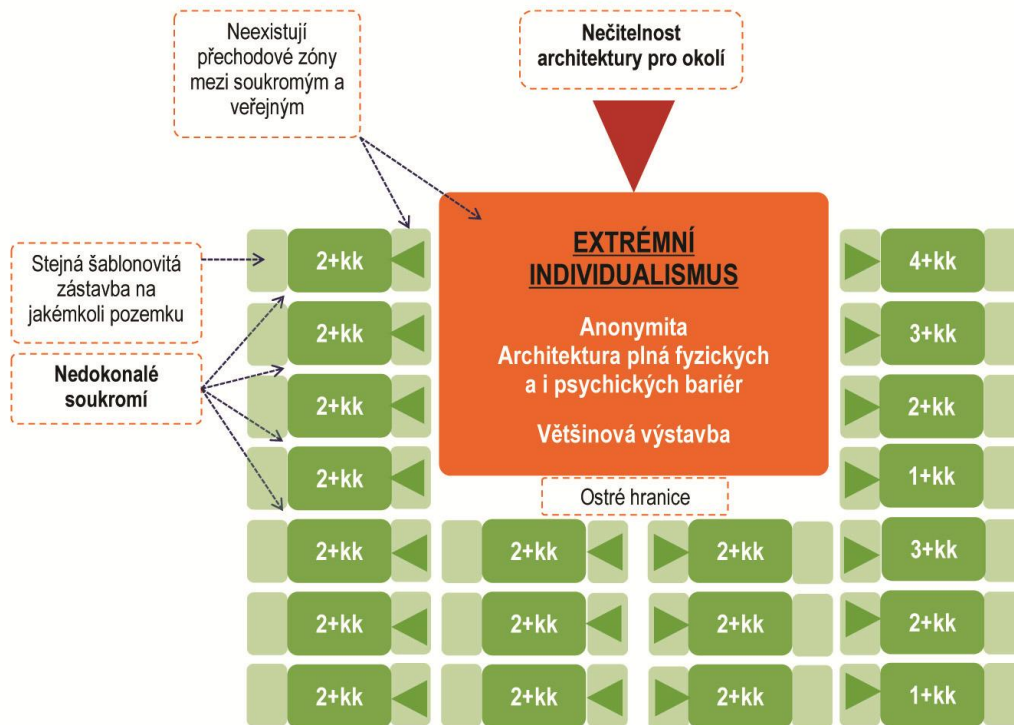 Neexistují
přechodové zóny
mezi soukromým a
veřejným
Nečitelnost
architektury pro okolí
Stejná šablonovitá
zástavba na
jakémkoli pozemku
Nedokonalé
soukromí
EXTRÉMNÍ
INDIVIDUALISMUS
Anonymita
Architektura plná fyzických
a i psychických bariér
Většinová výstavba
Ostré hranice
2+kk
2+kk
2+kk
2+kk
2+kk
2+kk
2+kk
2+kk
2+kk
2+kk
2+kk
2+kk
2+kk
4+kk
3+kk
2+kk
1+kk
3+kk
2+kk
1+kk